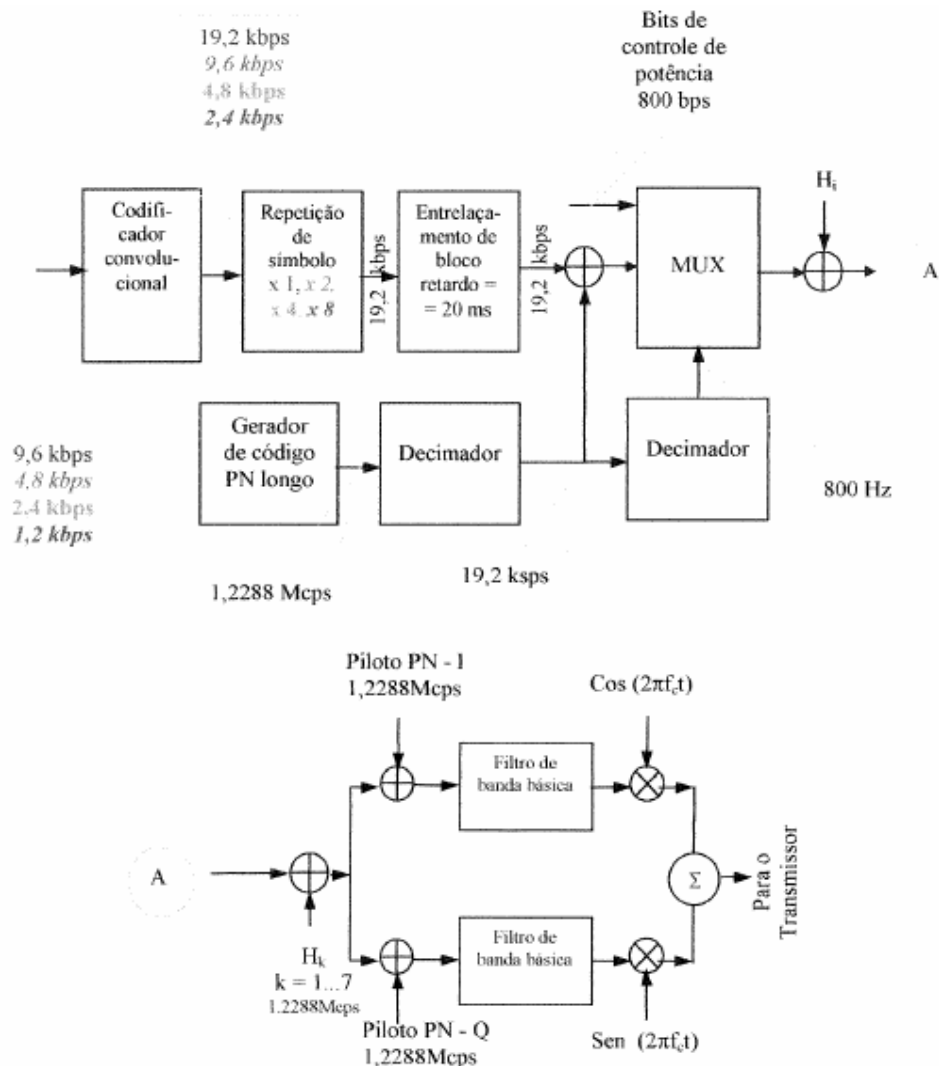 19,2 kbps
9,6 kbps
4,8 kbps
2,4 kbps
Bits de
controle de
potência
800 bps
Codifi-
cador
convolu-
cional
Repetição
de
símbolo
x 1, x 2,
x 4, x 8
19,2 kbps
Entrelaça-
mento de
bloco
retardo =
= 20 ms
19,2 kbps
MUX
H_i
A
9,6 kbps
4,8 kbps
2,4 kbps
1,2 kbps
Gerador
de código
PN longo
Decimador
Decimador
800 Hz
1,2288 Mcps
19,2 ksps
Piloto PN - I
1,2288Mcps
Cos (2πf_ct)
Filtro de
banda básica
A
Σ
Para o
Transmissor
H_k
k = 1...7
1.2288Mcps
Filtro de
banda básica
Piloto PN - Q
1,2288Mcps
Sen (2πf_ct)